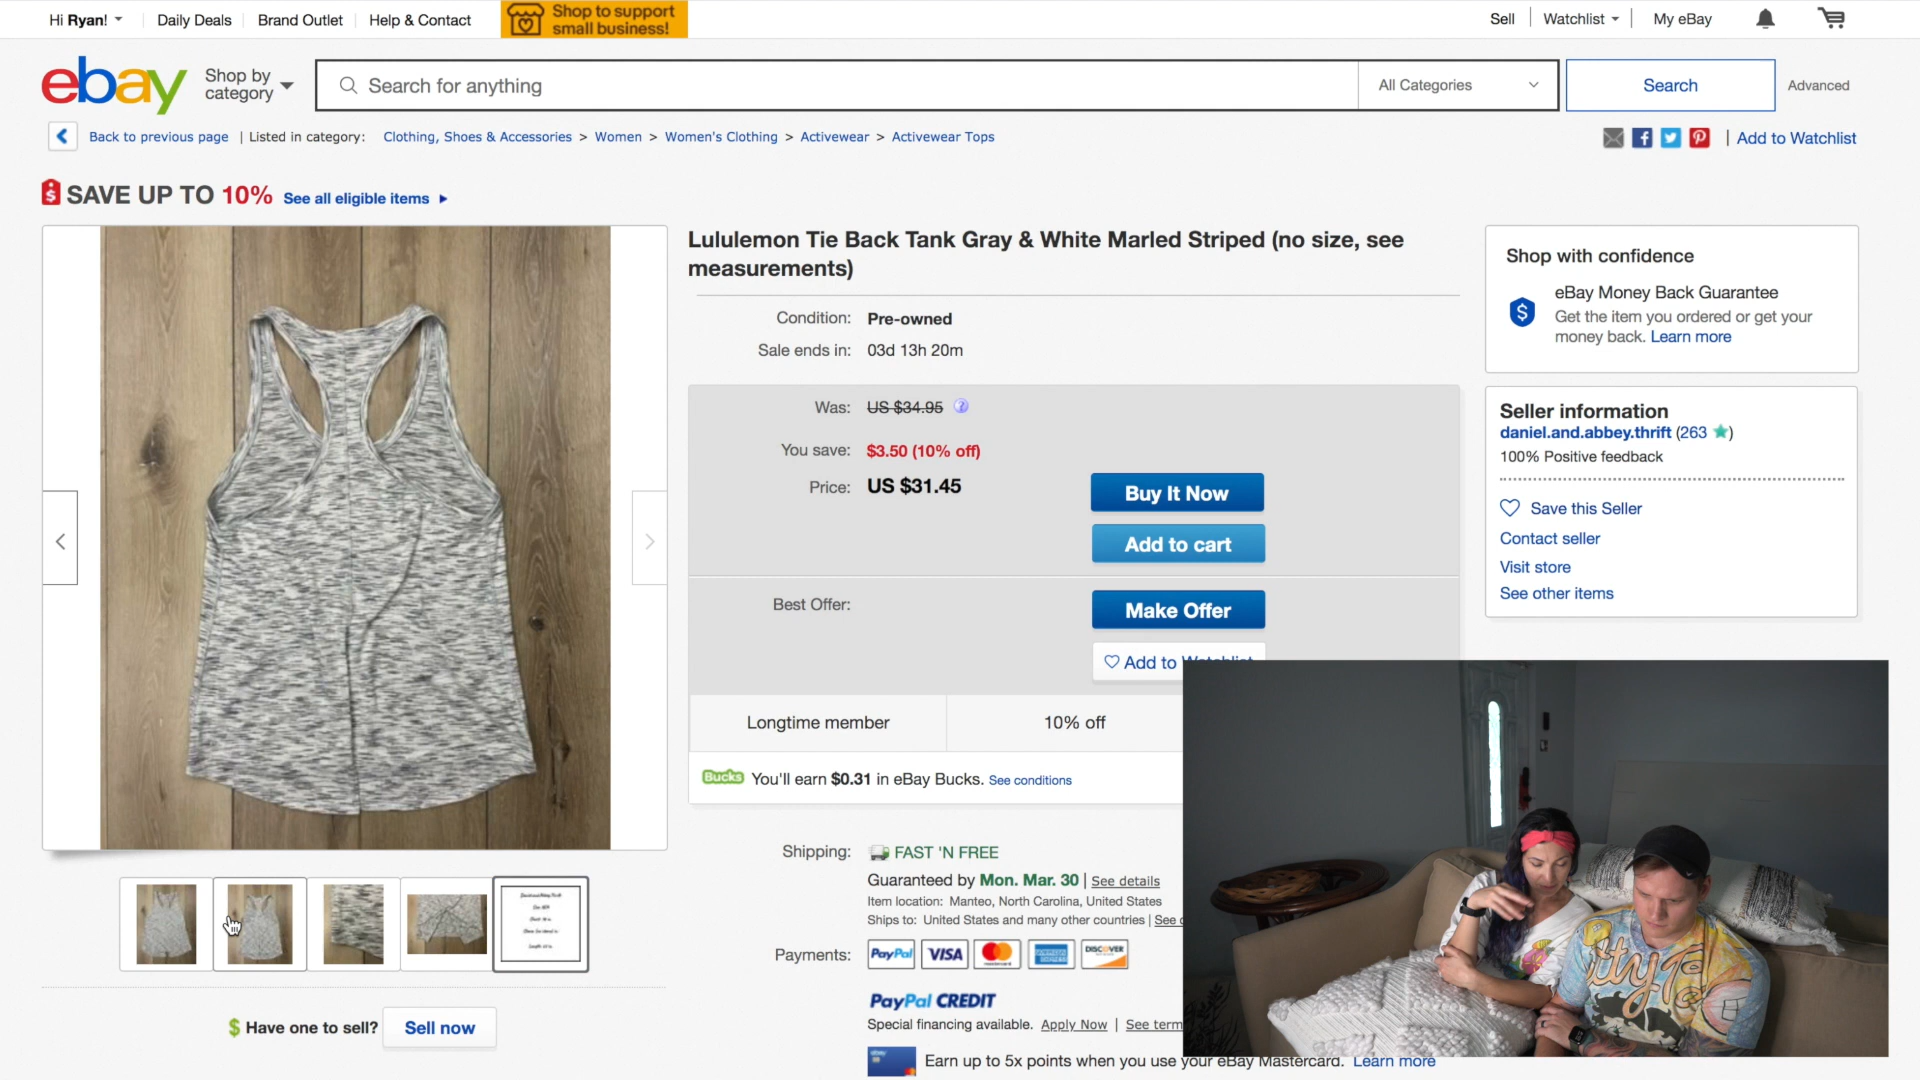 Hi Ryan! Daily Deals Brand Outlet Help & Contact
Shop to support
small business!
Sell Watchlist My eBay
ebay
Shop by
category
Search for anything
All Categories
Search
Advanced
Back to previous page | Listed in category: Clothing, Shoes & Accessories > Women > Women's Clothing > Activewear > Activewear Tops
| Add to Watchlist
SAVE UP TO 10% See all eligible items
Lululemon Tie Back Tank Gray & White Marled Striped (no size, see
measurements)
Condition: Pre-owned
Sale ends in: 03d 13h 20m
Was: US $34.95
You save: $3.50 (10% off)
Price: US $31.45
Buy It Now
Add to cart
Best Offer:
Make Offer
Add to Watchlist
Longtime member
10% off
Bucks You'll earn $0.31 in eBay Bucks. See conditions
Shipping: FAST 'N FREE
Guaranteed by Mon. Mar. 30 | See details
Item location: Manteo, North Carolina, United States
Ships to: United States and many other countries | See
Payments: PayPal VISA DISCOVER
PayPal CREDIT
Special financing available. Apply Now | See term
Earn up to 5x points when you use your eBay Mastercard. Learn more
Shop with confidence
eBay Money Back Guarantee
Get the item you ordered or get your
money back. Learn more
Seller information
daniel.and.abbey.thrift (263)
100% Positive feedback
Save this Seller
Contact seller
Visit store
See other items
Have one to sell? Sell now